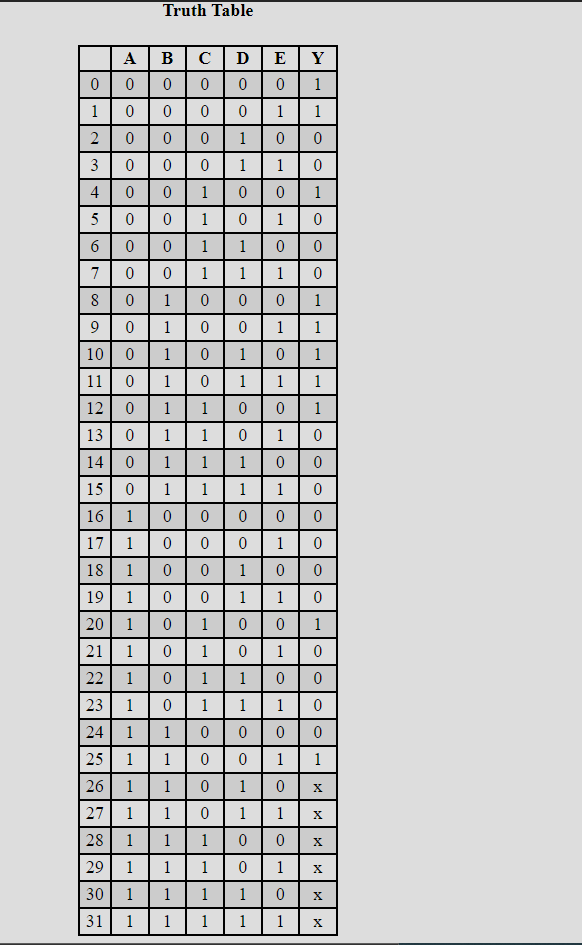 Truth Table
A B C D E Y
0 0 0 0 0 0 1
1 0 0 0 0 1 1
2 0 0 0 1 0 0
3 0 0 0 1 1 0
4 0 0 1 0 0 1
5 0 0 1 0 1 0
6 0 0 1 1 0 0
7 0 0 1 1 1 0
8 0 1 0 0 0 1
9 0 1 0 0 1 1
10 0 1 0 1 0 1
11 0 1 0 1 1 1
12 0 1 1 0 0 1
13 0 1 1 0 1 0
14 0 1 1 1 0 0
15 0 1 1 1 1 0
16 1 0 0 0 0 0
17 1 0 0 0 1 0
18 1 0 0 1 0 0
19 1 0 0 1 1 0
20 1 0 1 0 0 1
21 1 0 1 0 1 0
22 1 0 1 1 0 0
23 1 0 1 1 1 0
24 1 1 0 0 0 0
25 1 1 0 0 1 1
26 1 1 0 1 0 x
27 1 1 0 1 1 x
28 1 1 1 0 0 x
29 1 1 1 0 1 x
30 1 1 1 1 0 x
31 1 1 1 1 1 x